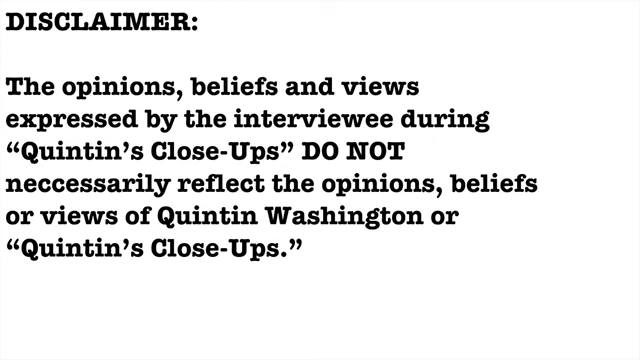 DISCLAIMER:
The opinions, beliefs and views
expressed by the interviewee during
“Quintin’s Close-Ups” DO NOT
neccessarily reflect the opinions, beliefs
or views of Quintin Washington or
“Quintin’s Close-Ups.”